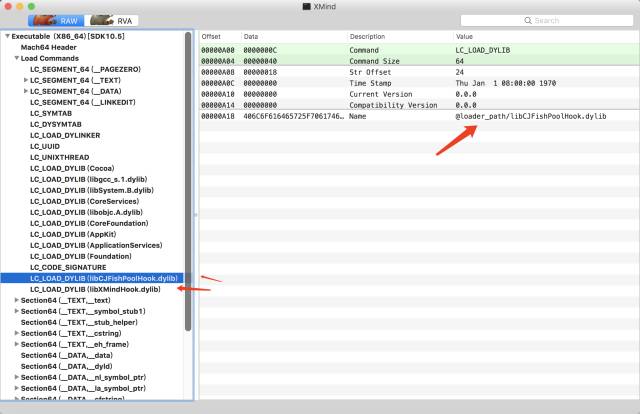 XMind
RAW
RVA
Search
Executable (X86_64)[SDK10.5]
Mach64 Header
Load Commands
LC_SEGMENT_64 (__PAGEZERO)
LC_SEGMENT_64 (__TEXT)
LC_SEGMENT_64 (__DATA)
LC_SEGMENT_64 (__LINKEDIT)
LC_SYMTAB
LC_DYSYMTAB
LC_LOAD_DYLINKER
LC_UUID
LC_UNIXTHREAD
LC_LOAD_DYLIB (Cocoa)
LC_LOAD_DYLIB (libgcc_s.1.dylib)
LC_LOAD_DYLIB (libSystem.B.dylib)
LC_LOAD_DYLIB (CoreServices)
LC_LOAD_DYLIB (libobjc.A.dylib)
LC_LOAD_DYLIB (CoreFoundation)
LC_LOAD_DYLIB (AppKit)
LC_LOAD_DYLIB (ApplicationServices)
LC_LOAD_DYLIB (Foundation)
LC_CODE_SIGNATURE
LC_LOAD_DYLIB (libCJFishPoolHook.dylib)
LC_LOAD_DYLIB (libXMindHook.dylib)
Section64 (__TEXT,__text)
Section64 (__TEXT,__symbol_stub1)
Section64 (__TEXT,__stub_helper)
Section64 (__TEXT,__cstring)
Section64 (__TEXT,__eh_frame)
Section64 (__DATA,__data)
Section64 (__DATA,__dyld)
Section64 (__DATA,__nl_symbol_ptr)
Section64 (__DATA,__la_symbol_ptr)
Section64 (__DATA,__cfstring)
Offset Data Description Value
00000A00 0000000C Command LC_LOAD_DYLIB
00000A04 00000040 Command Size 64
00000A08 00000018 Str Offset 24
00000A0C 00000000 Time Stamp Thu Jan 1 08:00:00 1970
00000A10 00000000 Current Version 0.0.0
00000A14 00000000 Compatibility Version 0.0.0
00000A18 406C6F616465725F7061746... Name @loader_path/libCJFishPoolHook.dylib